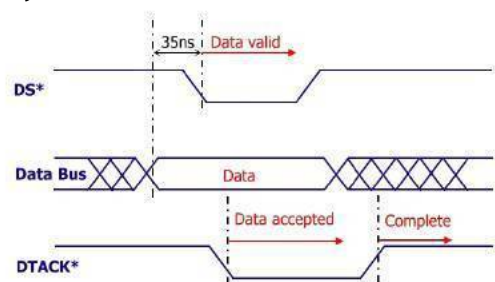 35ns Data valid
DS*
Data Bus Data
Data accepted Complete
DTACK*